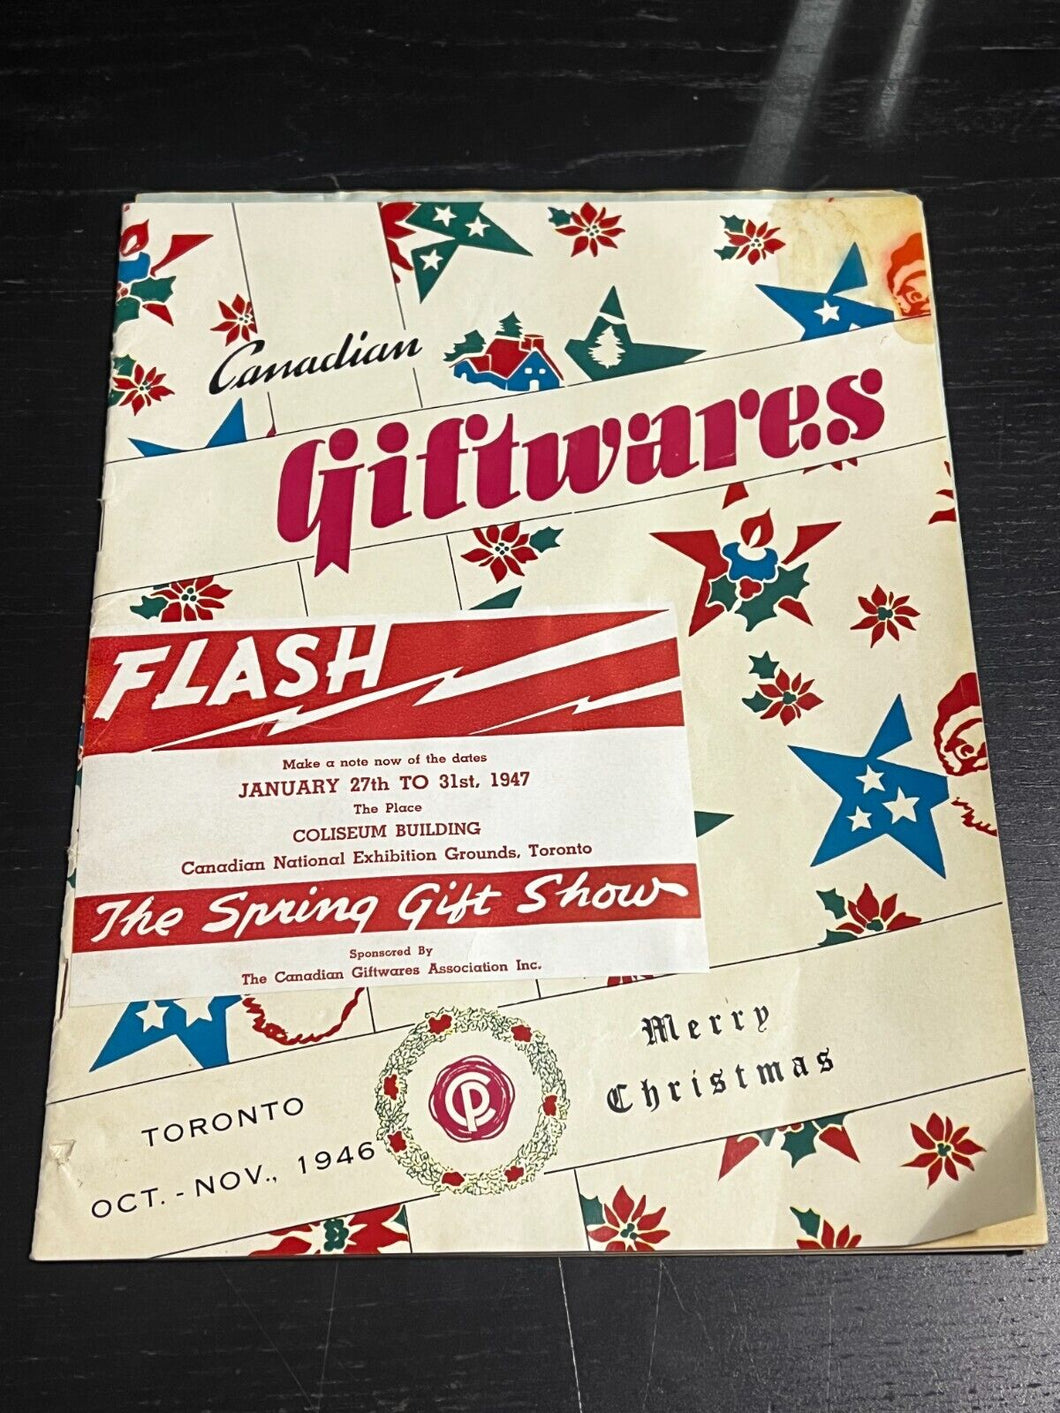 Canadian
Giftwares
FLASH
Make a note now of the dates
JANUARY 27th TO 31st, 1947
The Place
COLISEUM BUILDING
Canadian National Exhibition Grounds, Toronto
The Spring Gift Show
Sponsored By
The Canadian Giftwares Association Inc.
TORONTO
OCT. - NOV., 1946
CP
Merry
Christmas